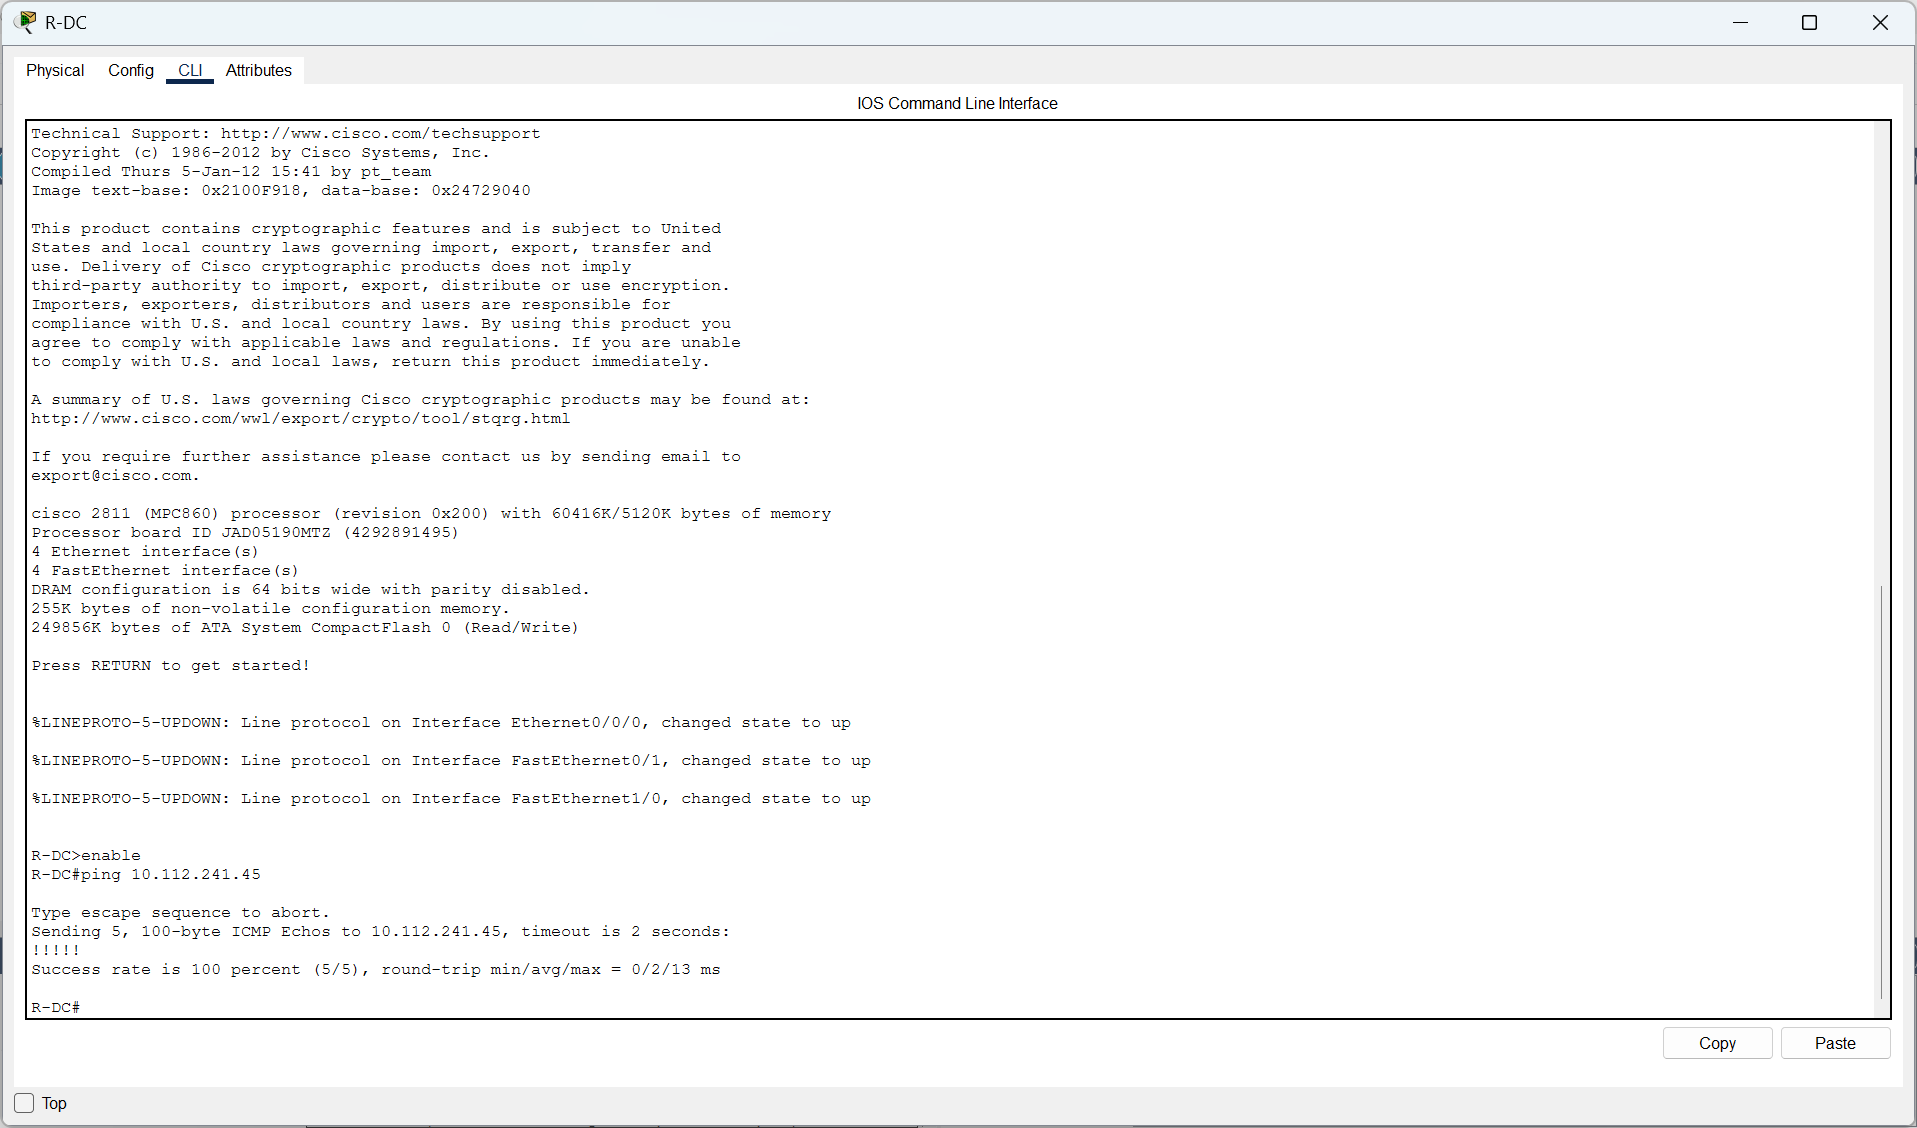 R-DC
Physical Config CLI Attributes
IOS Command Line Interface
Technical Support: http://www.cisco.com/techsupport
Copyright (c) 1986-2012 by Cisco Systems, Inc.
Compiled Thurs 5-Jan-12 15:41 by pt_team
Image text-base: 0x2100F918, data-base: 0x24729040
This product contains cryptographic features and is subject to United
States and local country laws governing import, export, transfer and
use. Delivery of Cisco cryptographic products does not imply
third-party authority to import, export, distribute or use encryption.
Importers, exporters, distributors and users are responsible for
compliance with U.S. and local country laws. By using this product you
agree to comply with applicable laws and regulations. If you are unable
to comply with U.S. and local laws, return this product immediately.
A summary of U.S. laws governing Cisco cryptographic products may be found at:
http://www.cisco.com/wwl/export/crypto/tool/stqrg.html
If you require further assistance please contact us by sending email to
export@cisco.com.
cisco 2811 (MPC860) processor (revision 0x200) with 60416K/5120K bytes of memory
Processor board ID JAD05190MTZ (4292891495)
4 Ethernet interface(s)
4 FastEthernet interface(s)
DRAM configuration is 64 bits wide with parity disabled.
255K bytes of non-volatile configuration memory.
249856K bytes of ATA System CompactFlash 0 (Read/Write)
Press RETURN to get started!
%LINEPROTO-5-UPDOWN: Line protocol on Interface Ethernet0/0/0, changed state to up
%LINEPROTO-5-UPDOWN: Line protocol on Interface FastEthernet0/1, changed state to up
%LINEPROTO-5-UPDOWN: Line protocol on Interface FastEthernet1/0, changed state to up
R-DC>enable
R-DC#ping 10.112.241.45
Type escape sequence to abort.
Sending 5, 100-byte ICMP Echos to 10.112.241.45, timeout is 2 seconds:
!!!!!
Success rate is 100 percent (5/5), round-trip min/avg/max = 0/2/13 ms
R-DC#
Copy Paste
Top